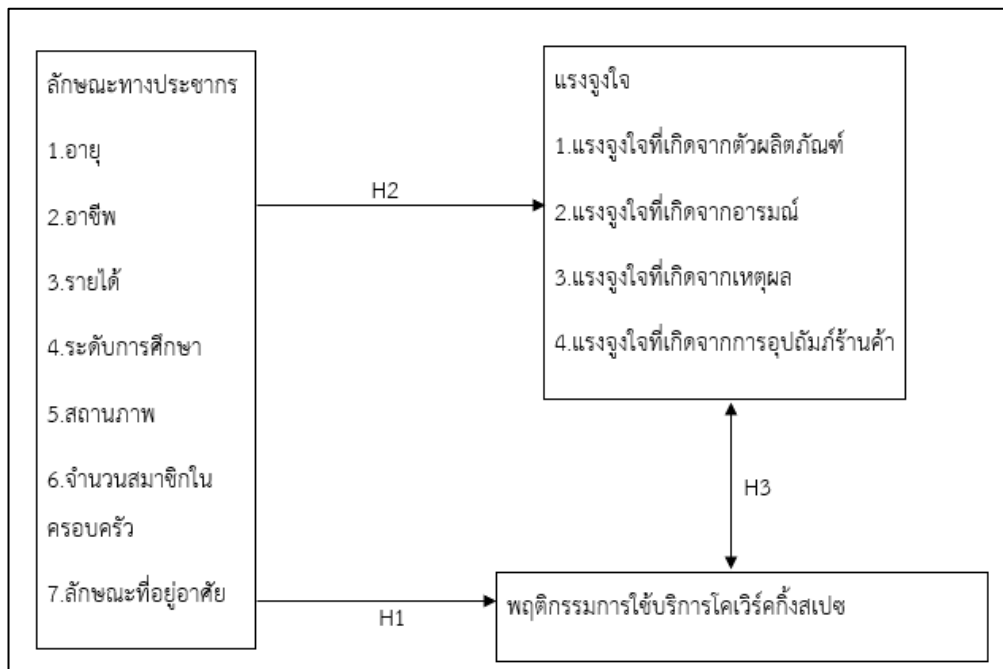 ลักษณะทางประชากร
1.อายุ
2.อาชีพ
3.รายได้
4.ระดับการศึกษา
5.สถานภาพ
6.จำนวนสมาชิกใน
ครอบครัว
7.ลักษณะที่อยู่อาศัย
H2
แรงจูงใจ
1.แรงจูงใจที่เกิดจากตัวผลิตภัณฑ์
2.แรงจูงใจที่เกิดจากอารมณ์
3.แรงจูงใจที่เกิดจากเหตุผล
4.แรงจูงใจที่เกิดจากการอุปถัมภ์ร้านค้า
H3
H1
พฤติกรรมการใช้บริการโคเวิร์คกิ้งสเปซ